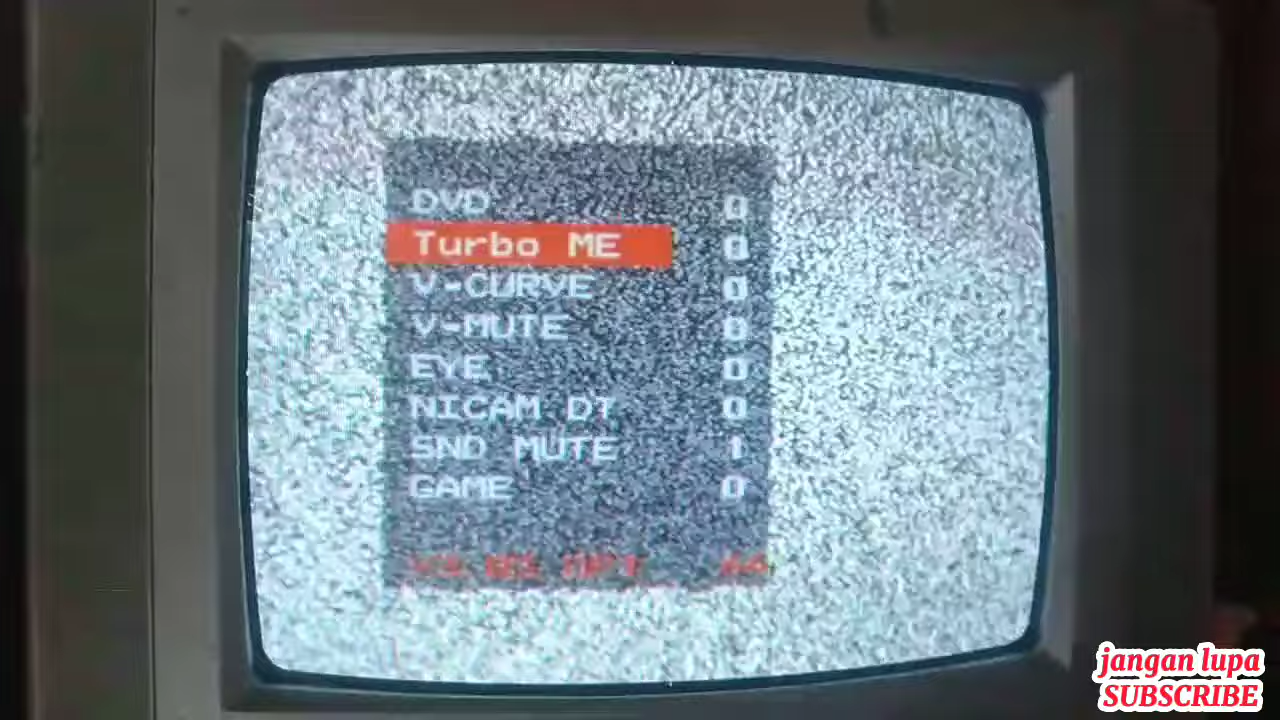 DVD 0
Turbo ME 0
V-CURVE 0
V-MUTE 0
EYE 0
NICAM DT 0
SND MUTE 1
GAME 0
jangan lupa
SUBSCRIBE